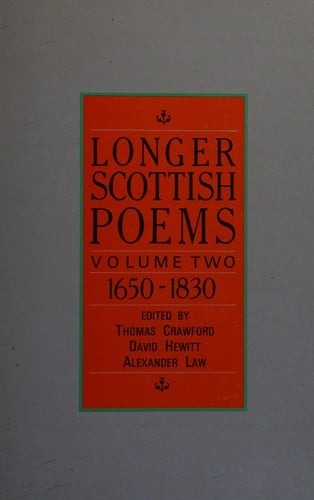 LONGER
SCOTTISH
POEMS
VOLUME TWO
1650-1830
EDITED BY
THOMAS CRAWFORD
DAVID HEWITT
ALEXANDER LAW